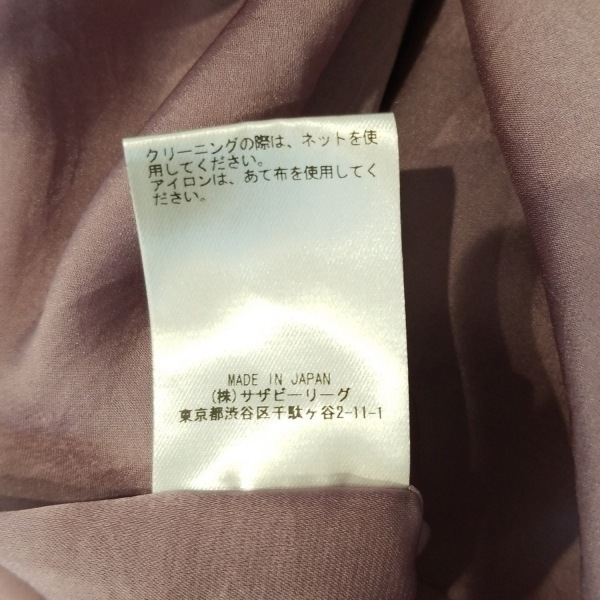 クリーニングの際は、ネットを使
用してください。
アイロンは、あて布を使用してく
ださい。
MADE IN JAPAN
(株)サザビーリーグ
東京都渋谷区千駄ヶ谷2-11-1